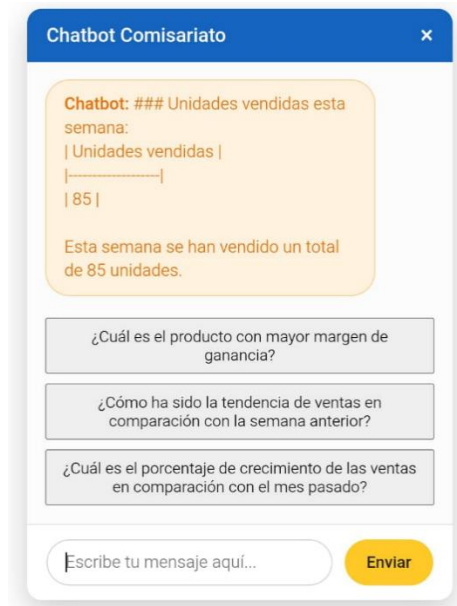 Chatbot Comisariato ×
Chatbot: ### Unidades vendidas esta
semana:
| Unidades vendidas |
|-------------------|
| 85 |
Esta semana se han vendido un total
de 85 unidades.
¿Cuál es el producto con mayor margen de
ganancia?
¿Cómo ha sido la tendencia de ventas en
comparación con la semana anterior?
¿Cuál es el porcentaje de crecimiento de las ventas
en comparación con el mes pasado?
Escribe tu mensaje aquí... Enviar